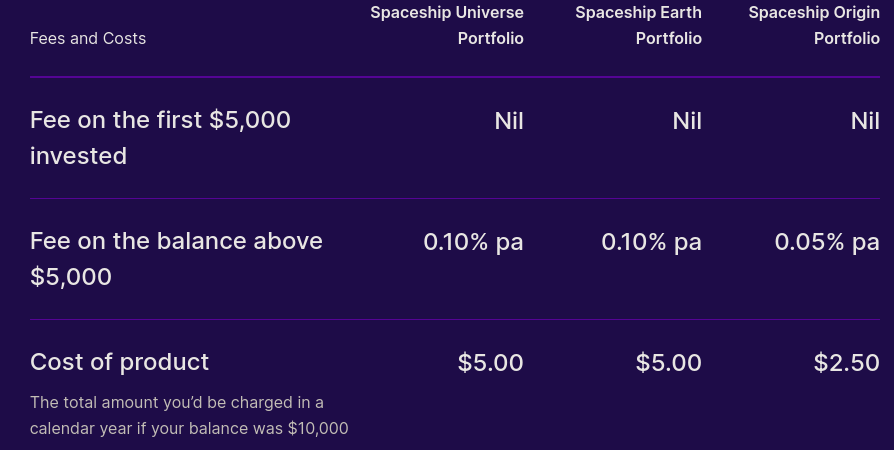 Spaceship Universe Spaceship Earth Spaceship Origin
Fees and Costs Portfolio Portfolio Portfolio
Fee on the first $5,000 Nil Nil Nil
invested
Fee on the balance above 0.10% pa 0.10% pa 0.05% pa
$5,000
Cost of product $5.00 $5.00 $2.50
The total amount you’d be charged in a
calendar year if your balance was $10,000